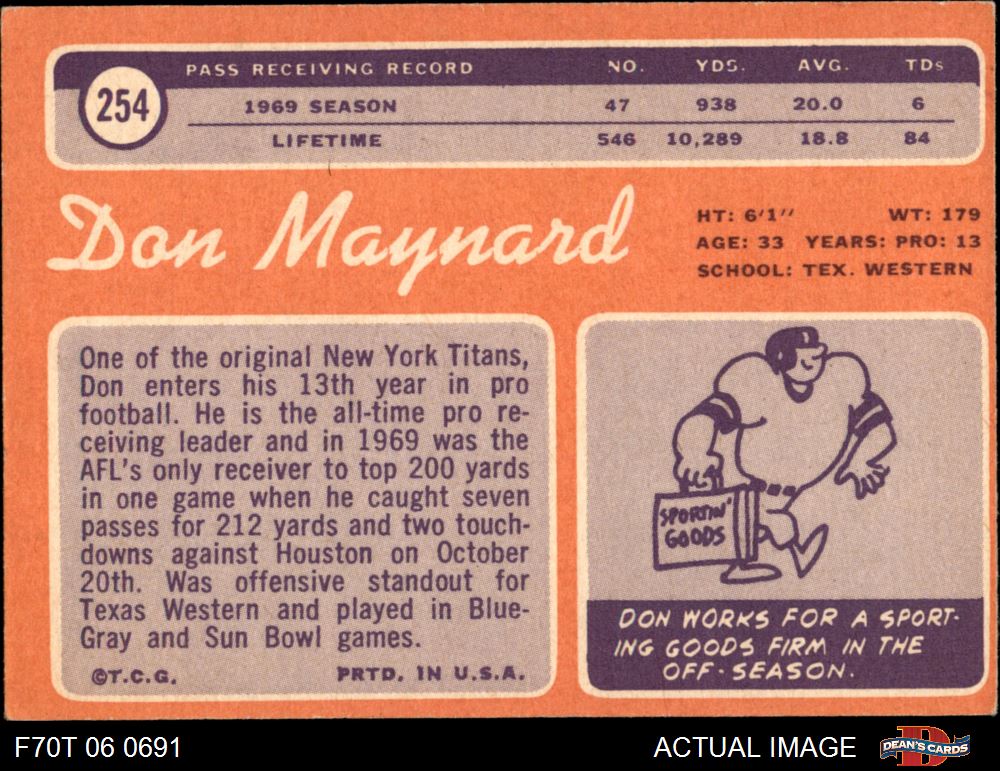 254
PASS RECEIVING RECORD NO. YDS. AVG. TDs
1969 SEASON 47 938 20.0 6
LIFETIME 546 10,289 18.8 84
Don Maynard
HT: 6'1" WT: 179
AGE: 33 YEARS: PRO: 13
SCHOOL: TEX. WESTERN
One of the original New York Titans,
Don enters his 13th year in pro
football. He is the all-time pro re-
ceiving leader and in 1969 was the
AFL's only receiver to top 200 yards
in one game when he caught seven
passes for 212 yards and two touch-
downs against Houston on October
20th. Was offensive standout for
Texas Western and played in Blue-
Gray and Sun Bowl games.
©T.C.G. PRTD. IN U.S.A.
SPORTIN'
GOODS
DON WORKS FOR A SPORT-
ING GOODS FIRM IN THE
OFF-SEASON.
F70T 06 0691 ACTUAL IMAGE DEAN'S CARDS